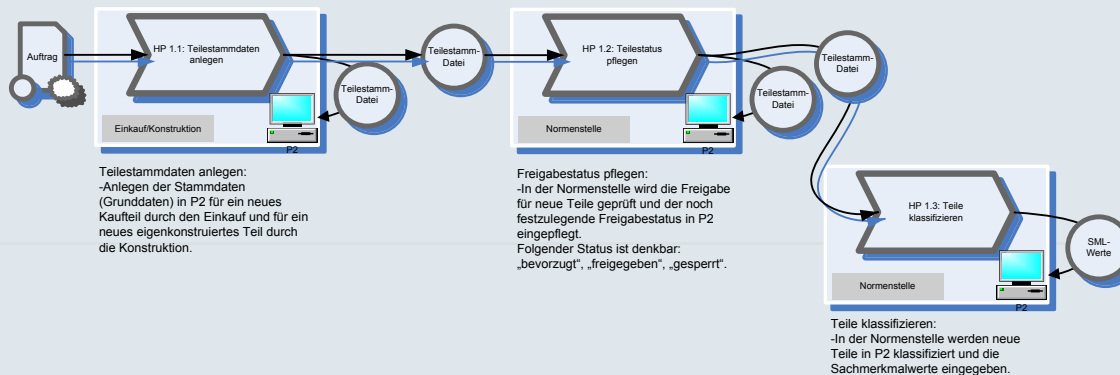 Auftrag
HP 1.1: Teilestammdaten
anlegen
Teilestamm-
Datei
Einkauf/Konstruktion
P2
Teilestammdaten anlegen:
-Anlegen der Stammdaten
(Grunddaten) in P2 für ein neues
Kaufteil durch den Einkauf und für ein
neues eigenkonstruiertes Teil durch
die Konstruktion.
Teilestamm-
Datei
HP 1.2: Teilestatus
pflegen
Teilestamm-
Datei
Normenstelle
P2
Freigabestatus pflegen:
-In der Normenstelle wird die Freigabe
für neue Teile geprüft und der noch
festzulegende Freigabestatus in P2
eingepflegt.
Folgender Status ist denkbar:
„bevorzugt“, „freigegeben“, „gesperrt“.
Teilestamm-
Datei
HP 1.3: Teile
klassifizieren
SML-
Werte
Normenstelle
P2
Teile klassifizieren:
-In der Normenstelle werden neue
Teile in P2 klassifiziert und die
Sachmerkmalwerte eingegeben.